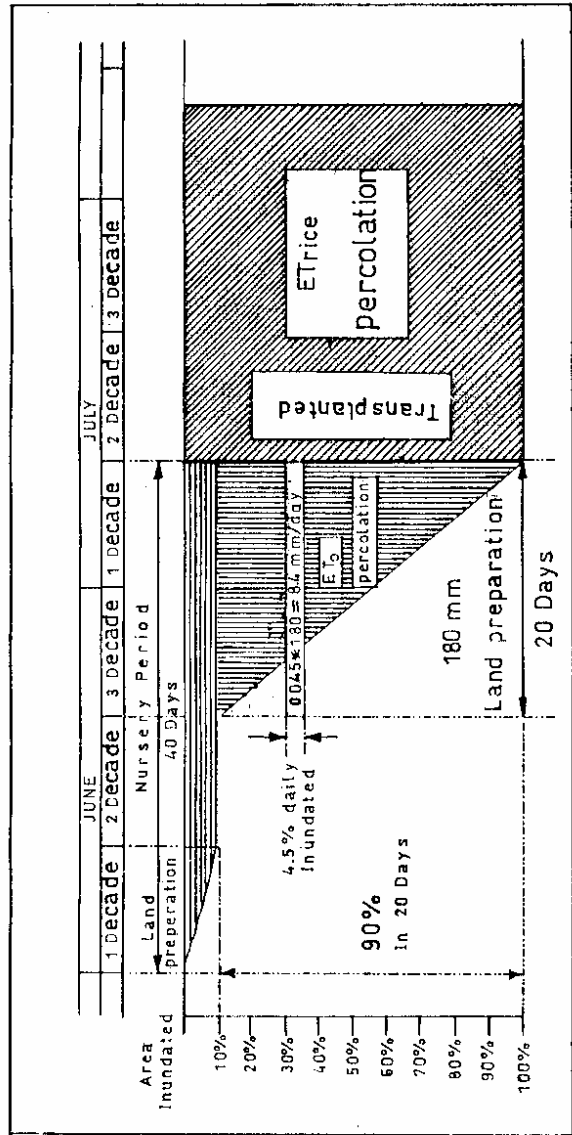 JUNE
JULY
1 Decade
2 Decade
3 Decade
1 Decade
2 Decade
3 Decade
Nursery Period
40 Days
Land
preperation
Area
Inundated
10%
20%
30%
40%
50%
60%
70%
80%
90%
100%
4.5% daily
Inundated
90%
In 20 Days
0.045*180=8.4 mm/day
ETo
percolation
180 mm
Land preparation
20 Days
Transplanted
ETrice
percolation